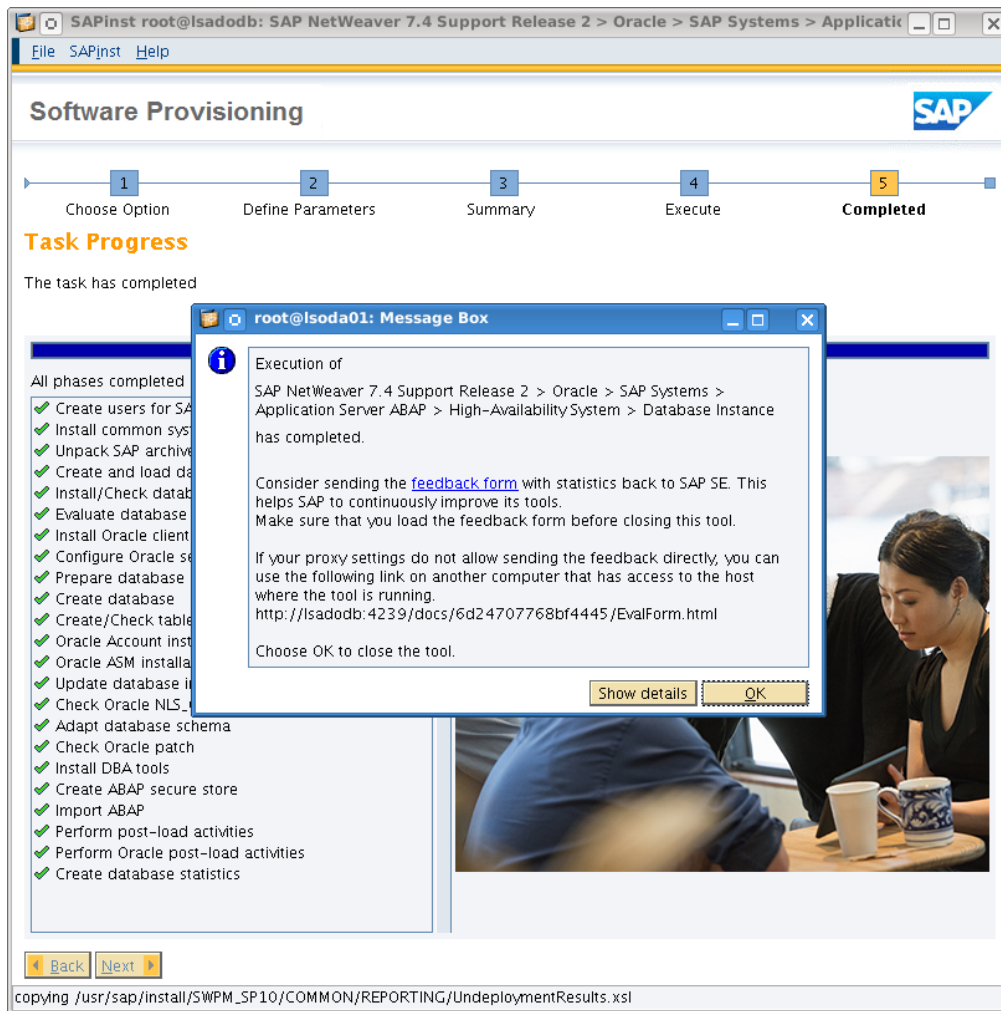 SAPinst root@lsadodb: SAP NetWeaver 7.4 Support Release 2 > Oracle > SAP Systems > Applicatic
File SAPinst Help
Software Provisioning
SAP
1 2 3 4 5
Choose Option Define Parameters Summary Execute Completed
Task Progress
The task has completed
All phases completed
Create users for SA
Install common sys
Unpack SAP archive
Create and load da
Install/Check datab
Evaluate database
Install Oracle client
Configure Oracle se
Prepare database
Create database
Create/Check table
Oracle Account inst
Oracle ASM installa
Update database i
Check Oracle NLS_
Adapt database schema
Check Oracle patch
Install DBA tools
Create ABAP secure store
Import ABAP
Perform post-load activities
Perform Oracle post-load activities
Create database statistics
root@lsoda01: Message Box
Execution of
SAP NetWeaver 7.4 Support Release 2 > Oracle > SAP Systems >
Application Server ABAP > High-Availability System > Database Instance
has completed.
Consider sending the feedback form with statistics back to SAP SE. This
helps SAP to continuously improve its tools.
Make sure that you load the feedback form before closing this tool.
If your proxy settings do not allow sending the feedback directly, you can
use the following link on another computer that has access to the host
where the tool is running.
http://lsadodb:4239/docs/6d24707768bf4445/EvalForm.html
Choose OK to close the tool.
Show details OK
Back Next
copying /usr/sap/install/SWPM_SP10/COMMON/REPORTING/UndeploymentResults.xsl